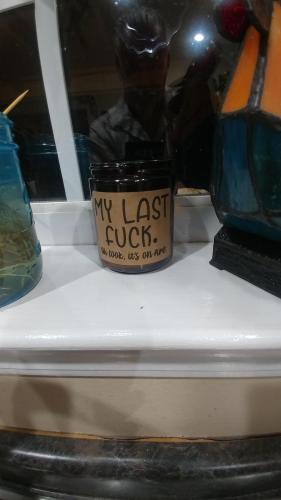 MY LAST
FUCK.
oh look, it's on fire